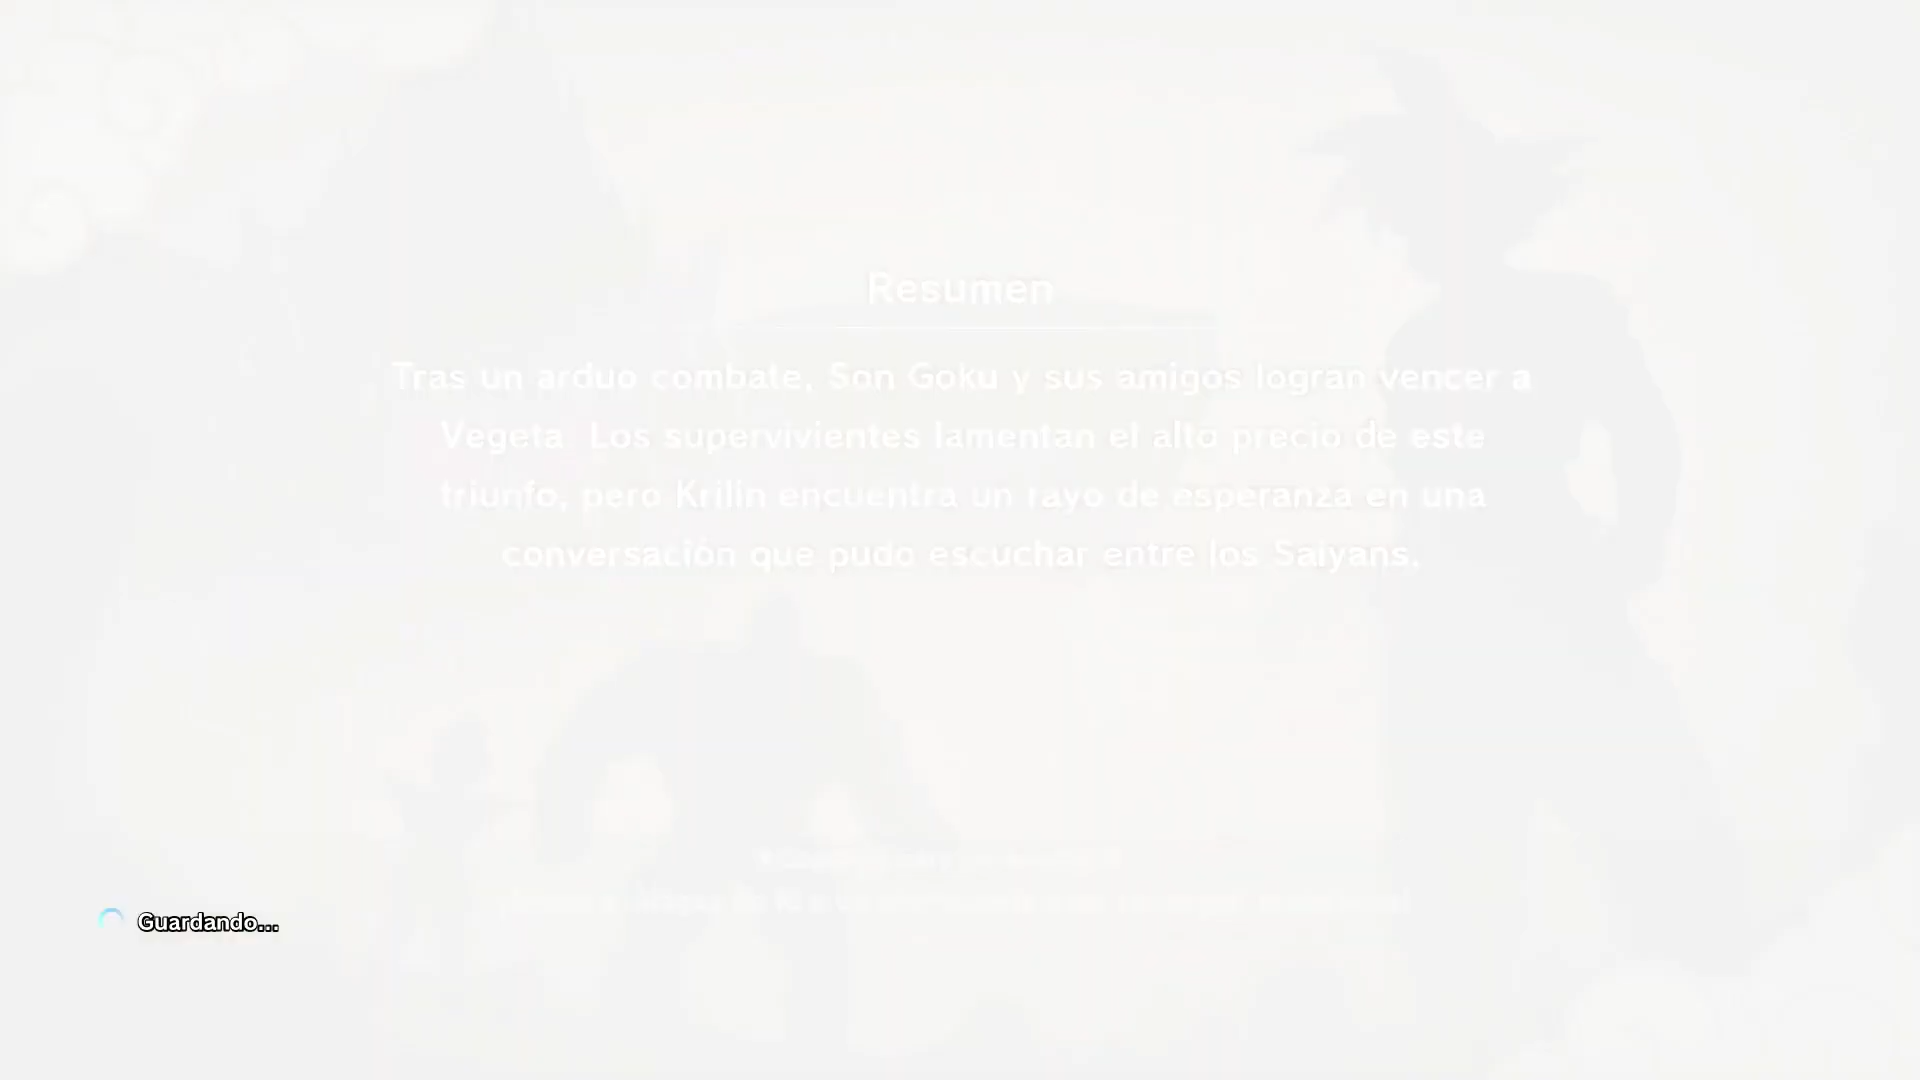 Resumen
Tras un arduo combate, Son Goku y sus amigos logran vencer a
Vegeta. Los supervivientes lamentan el alto precio de este
triunfo, pero Krilin encuentra un rayo de esperanza en una
conversación que pudo escuchar entre los Saiyans.
Guardando...